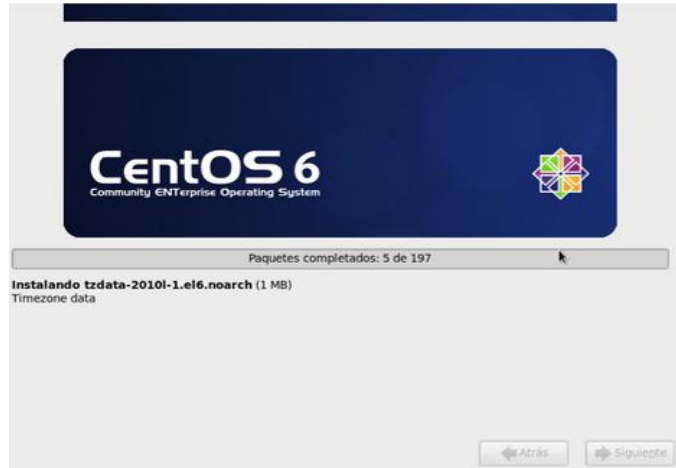 CentOS 6
Community ENTerprise Operating System
Paquetes completados: 5 de 197
Instalando tzdata-2010l-1.el6.noarch (1 MB)
Timezone data
Atrás
Siguiente